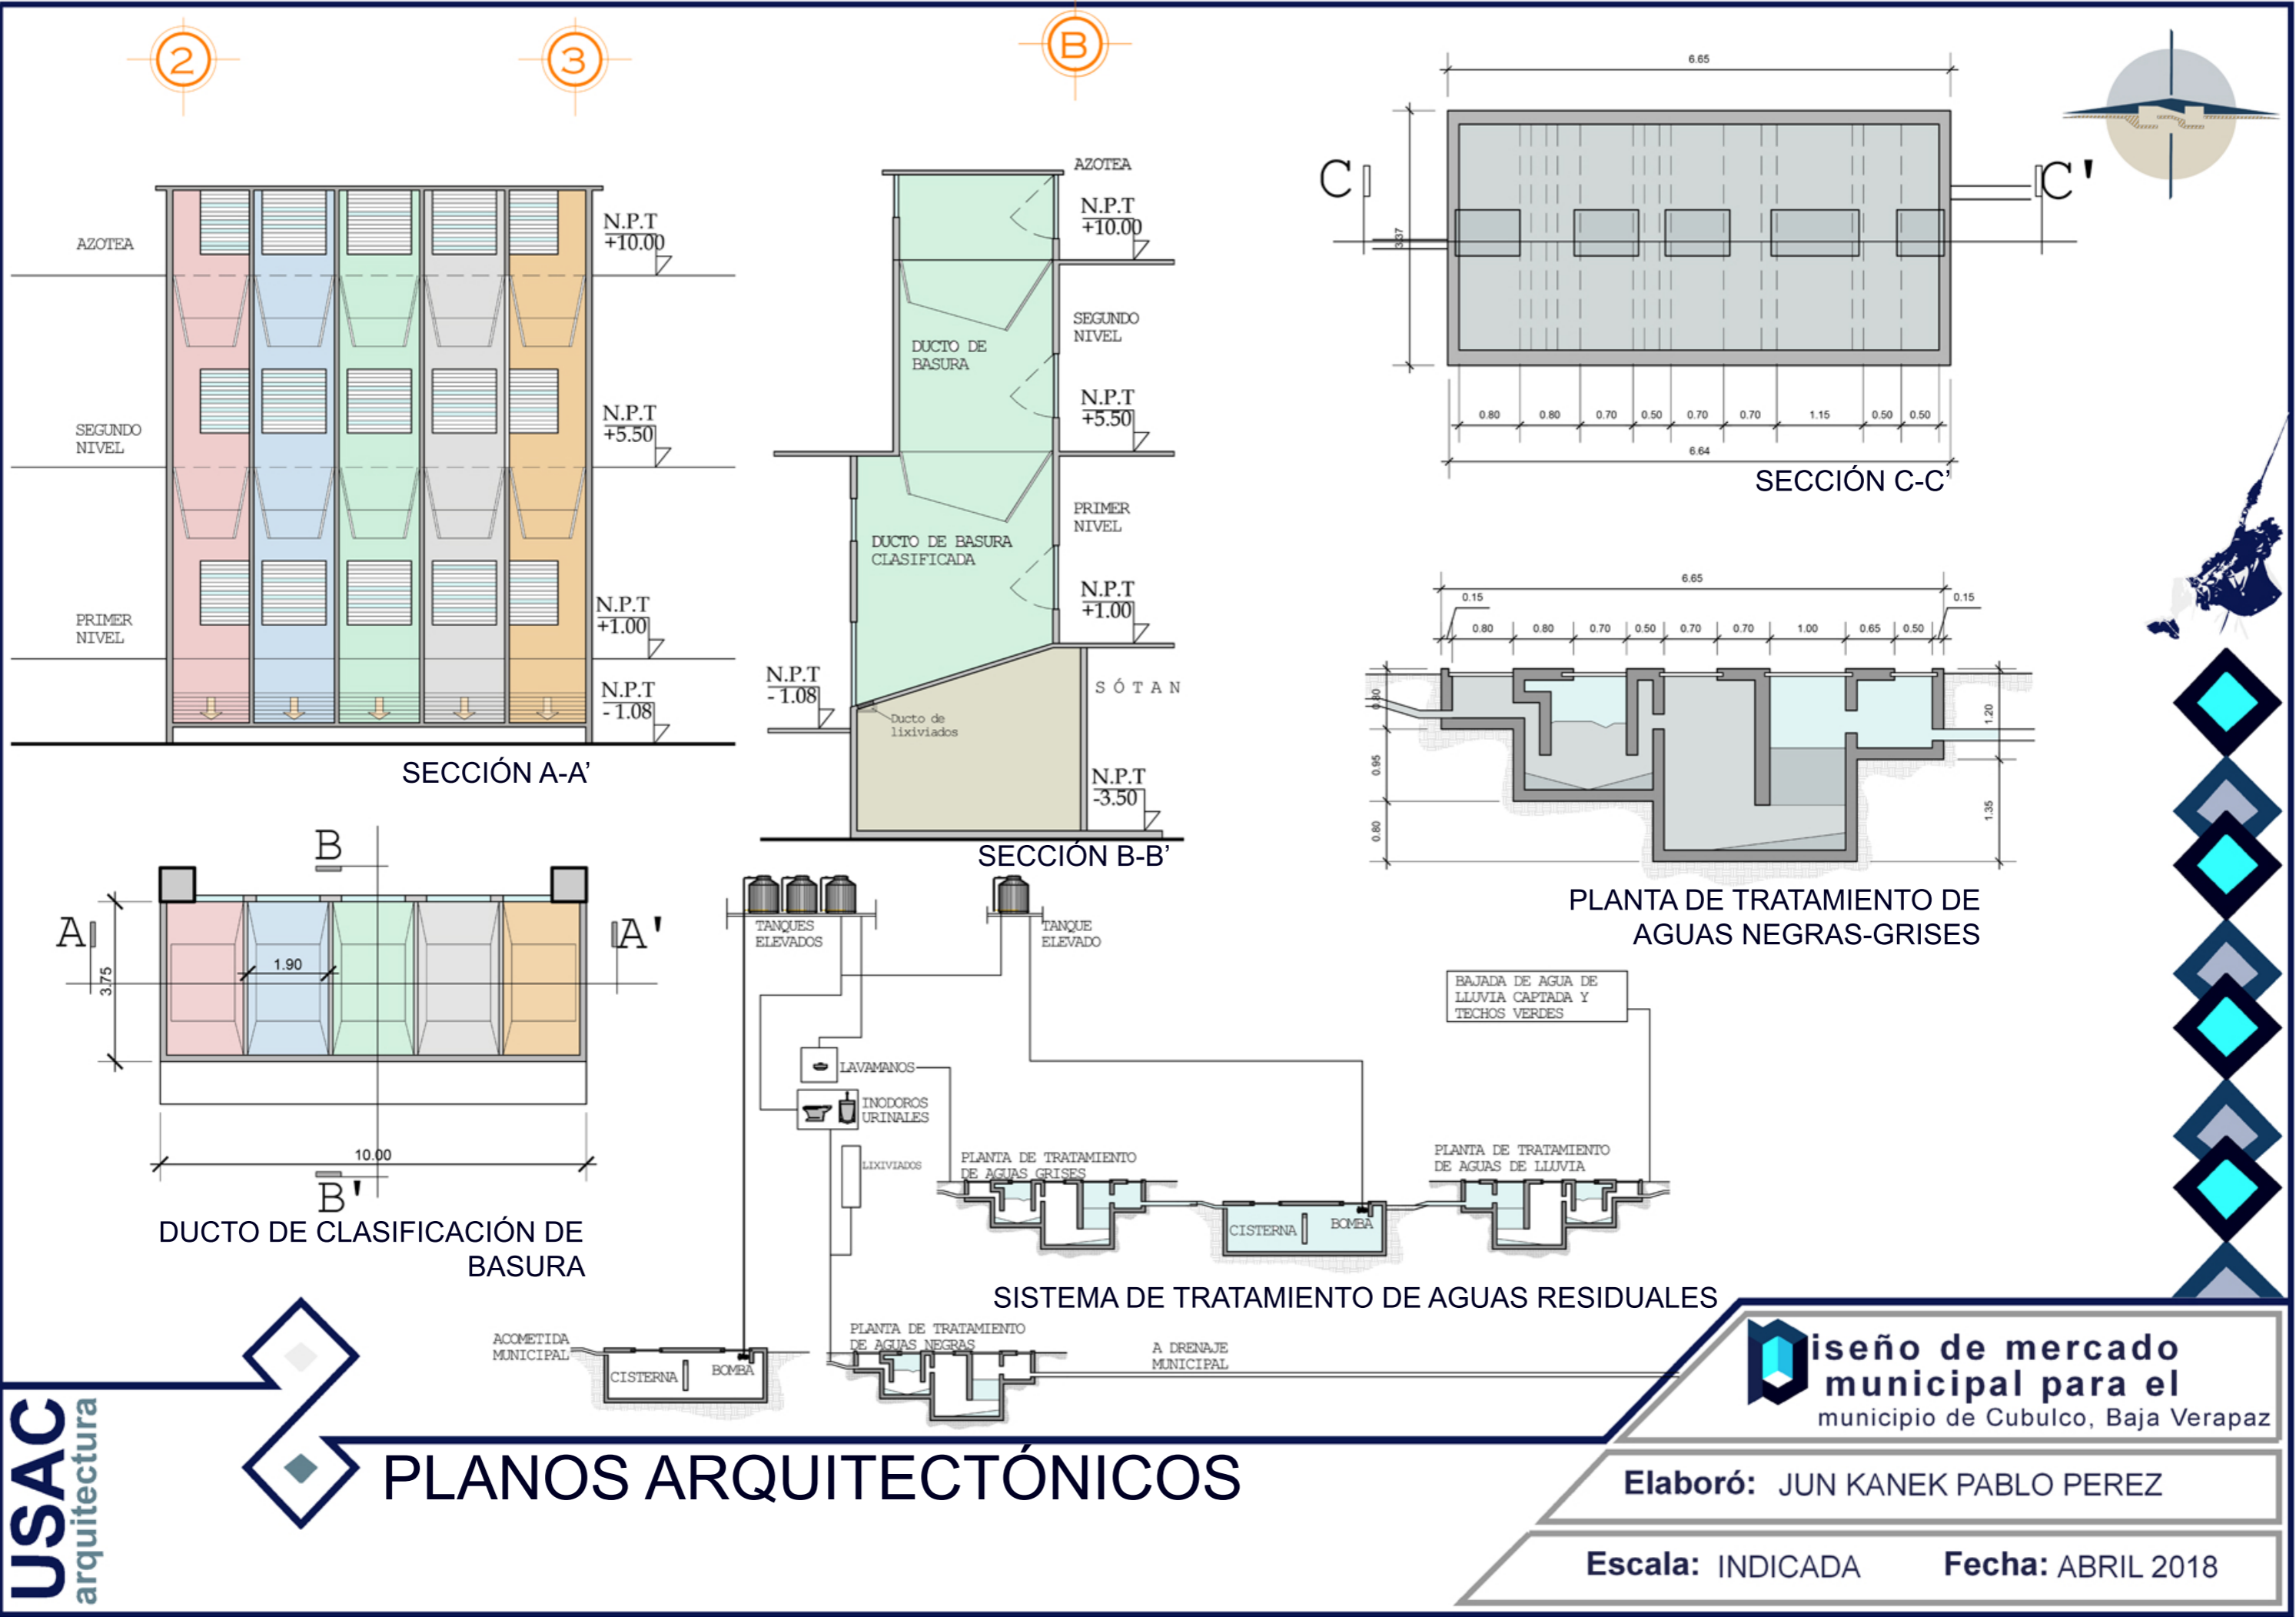 2
3
B
AZOTEA
N.P.T
+10.00
SEGUNDO
NIVEL
N.P.T
+5.50
PRIMER
NIVEL
N.P.T
+1.00
N.P.T
- 1.08
SECCIÓN A-A’
AZOTEA
N.P.T
+10.00
SEGUNDO
NIVEL
DUCTO DE
BASURA
N.P.T
+5.50
PRIMER
NIVEL
DUCTO DE BASURA
CLASIFICADA
N.P.T
+1.00
N.P.T
- 1.08
SÓTAN
Ducto de
lixiviados
N.P.T
-3.50
SECCIÓN B-B’
6.65
C
C'
3.37
0.80 0.80 0.70 0.50 0.70 0.70 1.15 0.50 0.50
6.64
SECCIÓN C-C’
6.65
0.15 0.15
0.80 0.80 0.70 0.50 0.70 0.70 1.00 0.65 0.50
0.80
0.95
0.80
1.20
1.35
PLANTA DE TRATAMIENTO DE
AGUAS NEGRAS-GRISES
B
A
A'
1.90
3.75
10.00
B'
DUCTO DE CLASIFICACIÓN DE
BASURA
TANQUES
ELEVADOS
TANQUE
ELEVADO
BAJADA DE AGUA DE
LLUVIA CAPTADA Y
TECHOS VERDES
LAVAMANOS
INODOROS
URINALES
LIXIVIADOS
PLANTA DE TRATAMIENTO
DE AGUAS GRISES
CISTERNA
BOMBA
PLANTA DE TRATAMIENTO
DE AGUAS DE LLUVIA
SISTEMA DE TRATAMIENTO DE AGUAS RESIDUALES
ACOMETIDA
MUNICIPAL
CISTERNA
BOMBA
PLANTA DE TRATAMIENTO
DE AGUAS NEGRAS
A DRENAJE
MUNICIPAL
USAC
arquitectura
PLANOS ARQUITECTÓNICOS
Diseño de mercado
municipal para el
municipio de Cubulco, Baja Verapaz
Elaboró: JUN KANEK PABLO PEREZ
Escala: INDICADA Fecha: ABRIL 2018